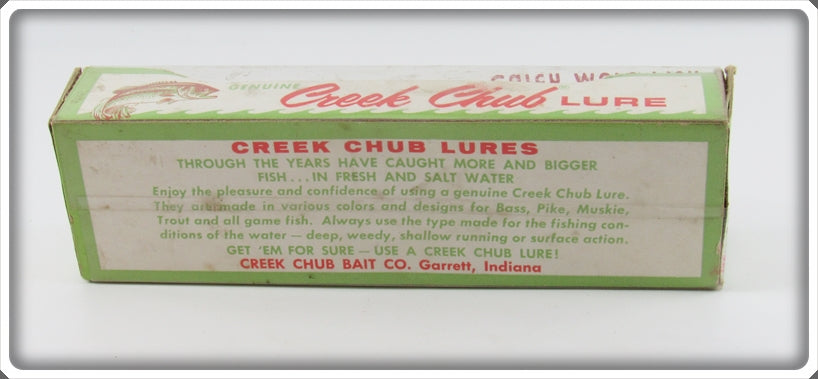 GENUINE Creek Chub LURE
CREEK CHUB LURES
THROUGH THE YEARS HAVE CAUGHT MORE AND BIGGER
FISH...IN FRESH AND SALT WATER
Enjoy the pleasure and confidence of using a genuine Creek Chub Lure.
They are made in various colors and designs for Bass, Pike, Muskie,
Trout and all game fish. Always use the type made for the fishing con-
ditions of the water — deep, weedy, shallow running or surface action.
GET 'EM FOR SURE — USE A CREEK CHUB LURE!
CREEK CHUB BAIT CO. Garrett, Indiana